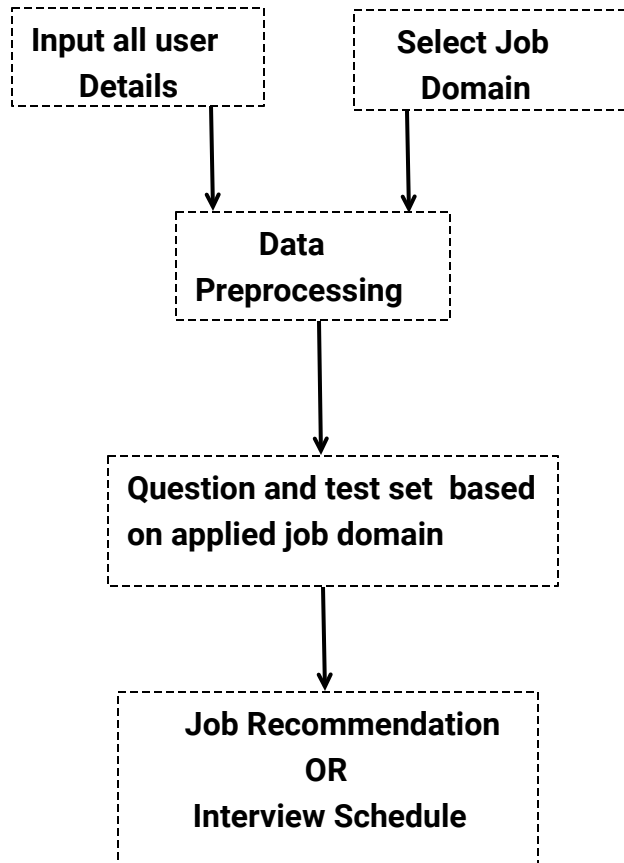 Input all user
Details
Select Job
Domain
Data
Preprocessing
Question and test set based
on applied job domain
Job Recommendation
OR
Interview Schedule